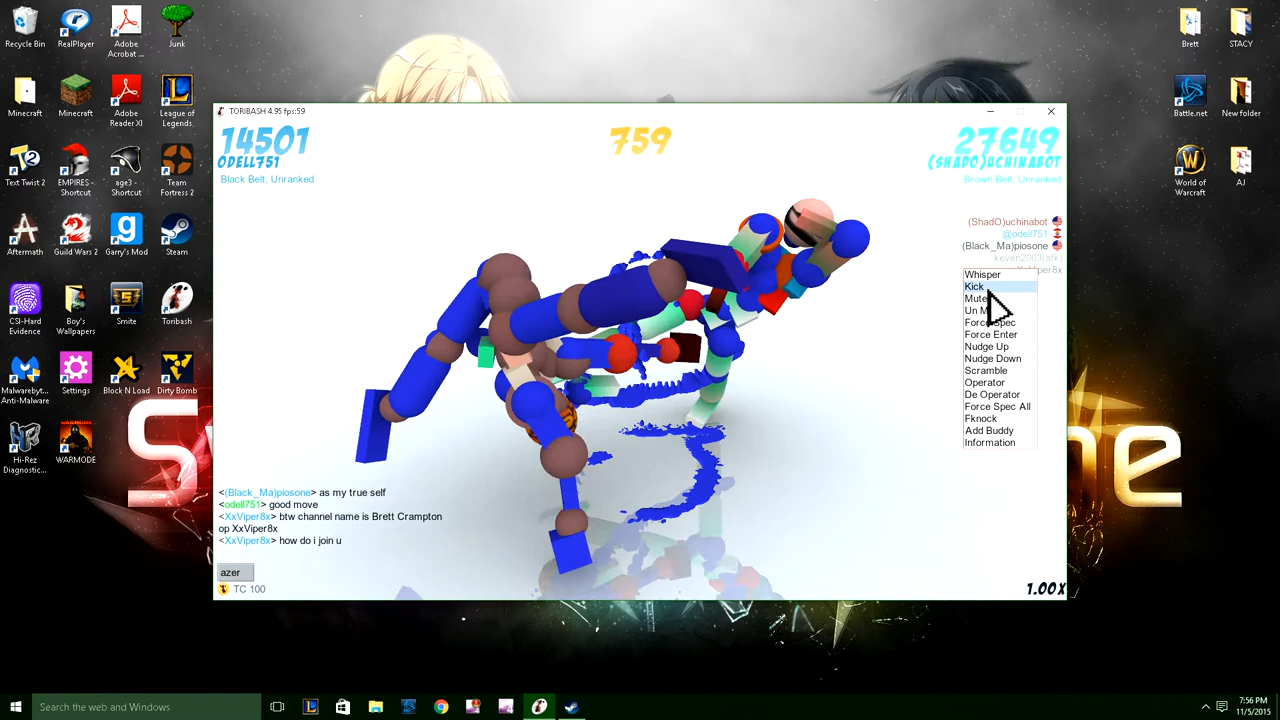 Recycle Bin
RealPlayer
Adobe
Acrobat ...
Junk
Brett
STACY
Minecraft
Minecraft
Adobe
Reader XI
League of
Legends
Battle.net
New folder
Text Twist 2
EMPIRES -
Shortcut
age3 -
Shortcut
Team
Fortress 2
World of
Warcraft
AJ
Aftermath
Guild Wars 2
Garry's Mod
Steam
CSI-Hard
Evidence
Boy's
Wallpapers
Smite
Toribash
Malwareby...
Anti-Malware
Settings
Block N Load
Dirty Bomb
Hi-Rez
Diagnostic...
WARMODE
TORIBASH 4.95 fps:59
14501
759
27649
ODELL751
(SHADO)UCHINABOT
Black Belt, Unranked
Brown Belt, Unranked
(ShadO)uchinabot
@odell751
(Black_Ma)piosone
keven2003(afk)
XxViper8x
Whisper
Kick
Mute
Un M
Force Spec
Force Enter
Nudge Up
Nudge Down
Scramble
Operator
De Operator
Force Spec All
Fknock
Add Buddy
Information
<(Black_Ma)piosone> as my true self
<odell751> good move
<XxViper8x> btw channel name is Brett Crampton
op XxViper8x
<XxViper8x> how do i join u
azer
TC 100
1.00X
Search the web and Windows
7:56 PM
11/5/2015